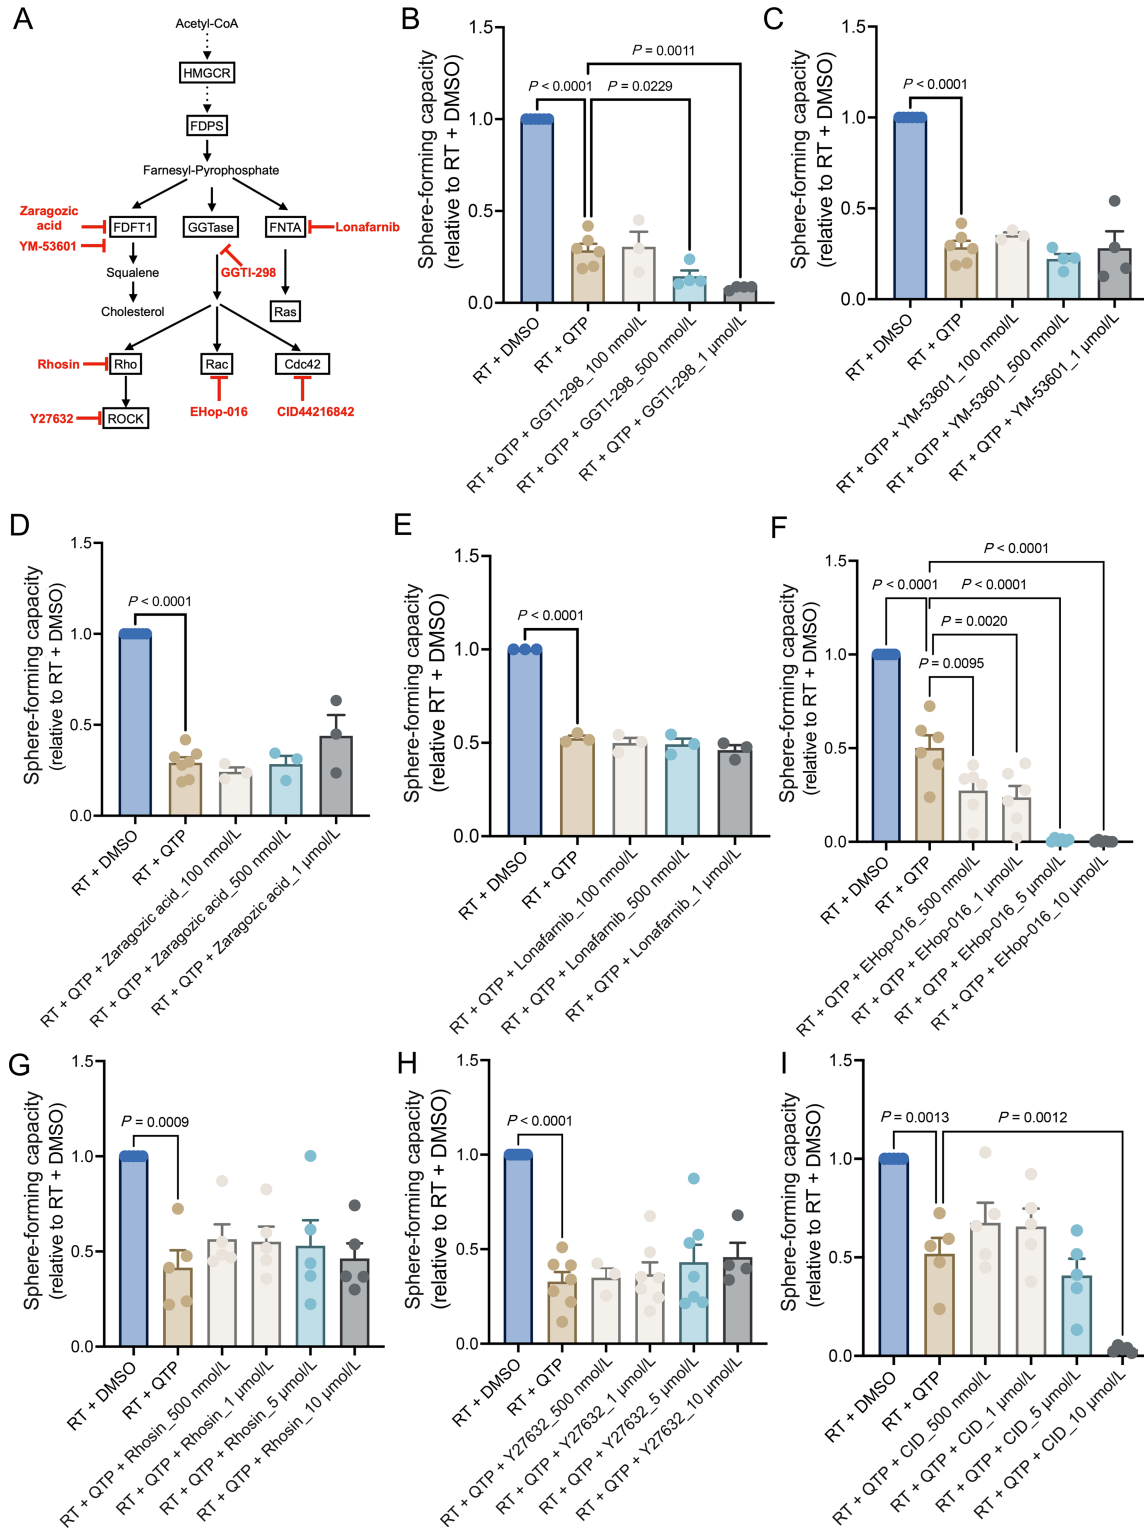 A
Acetyl-CoA
HMGCR
FDPS
Farnesyl-Pyrophosphate
Zaragozic
acid
YM-53601
FDFT1
GGTase
FNTA
Lonafarnib
GGTI-298
Squalene
Cholesterol
Ras
Rhosin
Rho
Rac
Cdc42
EHop-016
CID44216842
Y27632
ROCK
B
Sphere-forming capacity
(relative to RT + DMSO)
1.5
1.0
0.5
0.0
P = 0.0011
P < 0.0001
P = 0.0229
RT + DMSO
RT + QTP
RT + QTP + GGTI-298_100 nmol/L
RT + QTP + GGTI-298_500 nmol/L
RT + QTP + GGTI-298_1 µmol/L
C
Sphere-forming capacity
(relative to RT + DMSO)
1.5
1.0
0.5
0.0
P < 0.0001
RT + DMSO
RT + QTP
RT + QTP + YM-53601_100 nmol/L
RT + QTP + YM-53601_500 nmol/L
RT + QTP + YM-53601_1 µmol/L
D
Sphere-forming capacity
(relative to RT + DMSO)
1.5
1.0
0.5
0.0
P < 0.0001
RT + DMSO
RT + QTP
RT + QTP + Zaragozic acid_100 nmol/L
RT + QTP + Zaragozic acid_500 nmol/L
RT + QTP + Zaragozic acid_1 µmol/L
E
Sphere-forming capacity
(relative to RT + DMSO)
1.5
1.0
0.5
0.0
P < 0.0001
RT + DMSO
RT + QTP
RT + QTP + Lonafarnib_100 nmol/L
RT + QTP + Lonafarnib_500 nmol/L
RT + QTP + Lonafarnib_1 µmol/L
F
Sphere-forming capacity
(relative to RT + DMSO)
1.5
1.0
0.5
0.0
P < 0.0001
P < 0.0001
P < 0.0001
P = 0.0020
P = 0.0095
RT + DMSO
RT + QTP
RT + QTP + EHop-016_500 nmol/L
RT + QTP + EHop-016_1 µmol/L
RT + QTP + EHop-016_5 µmol/L
RT + QTP + EHop-016_10 µmol/L
G
Sphere-forming capacity
(relative to RT + DMSO)
1.5
1.0
0.5
0.0
P = 0.0009
RT + DMSO
RT + QTP
RT + QTP + Rhosin_500 nmol/L
RT + QTP + Rhosin_1 µmol/L
RT + QTP + Rhosin_5 µmol/L
RT + QTP + Rhosin_10 µmol/L
H
Sphere-forming capacity
(relative to RT + DMSO)
1.5
1.0
0.5
0.0
P < 0.0001
RT + DMSO
RT + QTP
RT + QTP + Y27632_500 nmol/L
RT + QTP + Y27632_1 µmol/L
RT + QTP + Y27632_5 µmol/L
RT + QTP + Y27632_10 µmol/L
I
Sphere-forming capacity
(relative to RT + DMSO)
1.5
1.0
0.5
0.0
P = 0.0013
P = 0.0012
RT + DMSO
RT + QTP
RT + QTP + CID_500 nmol/L
RT + QTP + CID_1 µmol/L
RT + QTP + CID_5 µmol/L
RT + QTP + CID_10 µmol/L